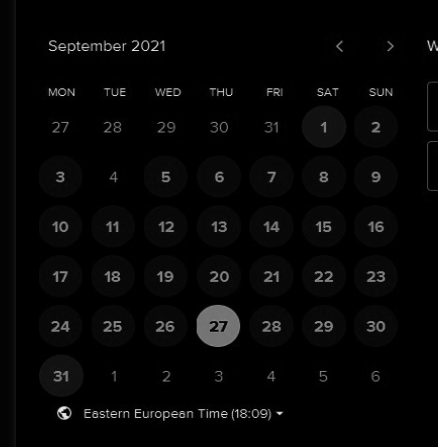 September 2021 < > W
MON TUE WED THU FRI SAT SUN
27 28 29 30 31 1 2
3 4 5 6 7 8 9
10 11 12 13 14 15 16
17 18 19 20 21 22 23
24 25 26 27 28 29 30
31 1 2 3 4 5 6
Eastern European Time (18:09)